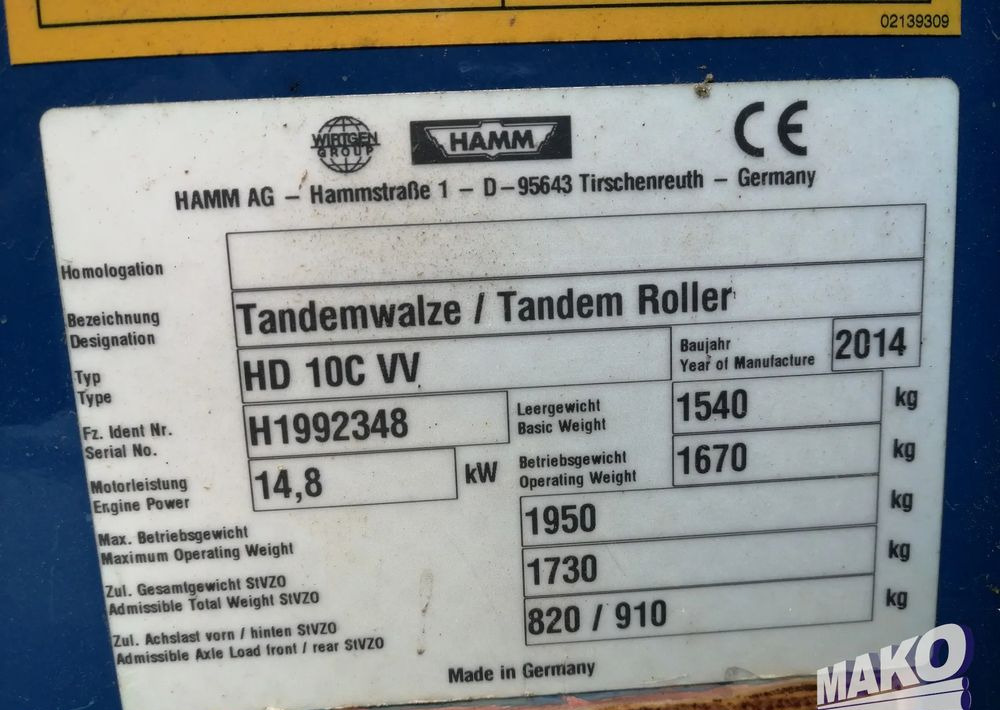 02139309
WIRTGEN
GROUP
HAMM
CE
HAMM AG – Hammstraße 1 – D–95643 Tirschenreuth – Germany
Homologation
Bezeichnung
Designation
Tandemwalze / Tandem Roller
Typ
Type
HD 10C VV
Baujahr
Year of Manufacture
2014
Fz. Ident Nr.
Serial No.
H1992348
Leergewicht
Basic Weight
1540
kg
Motorleistung
Engine Power
14,8
kW
Betriebsgewicht
Operating Weight
1670
kg
Max. Betriebsgewicht
Maximum Operating Weight
1950
kg
Zul. Gesamtgewicht StVZO
Admissible Total Weight StVZO
1730
kg
Zul. Achslast vorn / hinten StVZO
Admissible Axle Load front / rear StVZO
820 / 910
kg
Made in Germany
MAKO